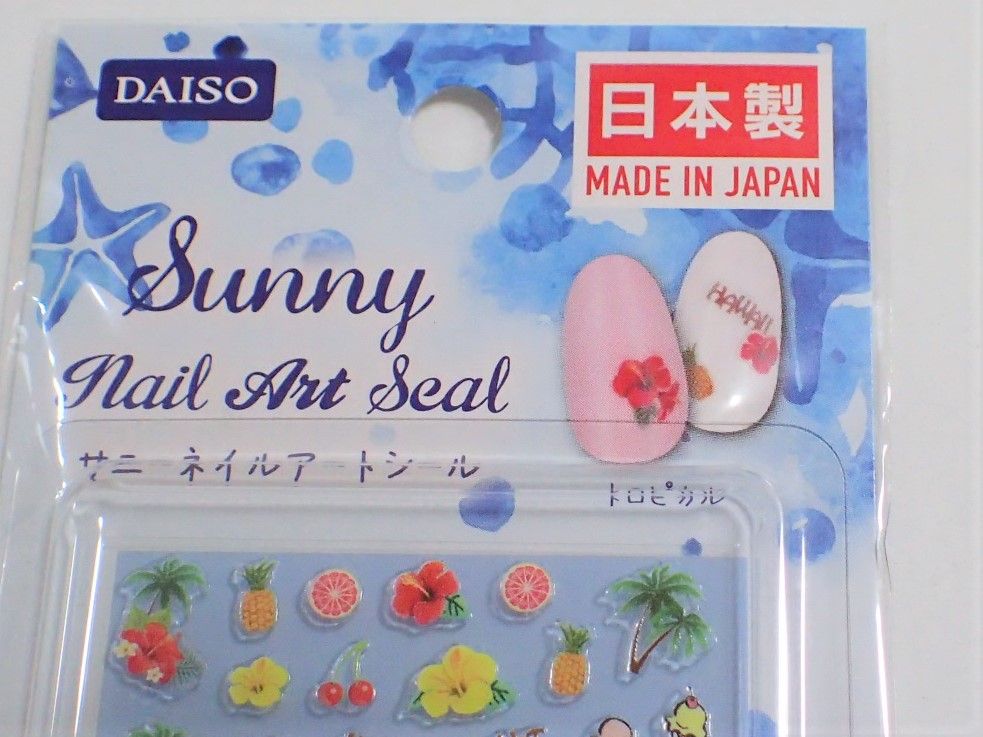 DAISO
日本製
MADE IN JAPAN
Sunny
Nail Art Seal
HAWAII
サニーネイルアートシール
トロピカル